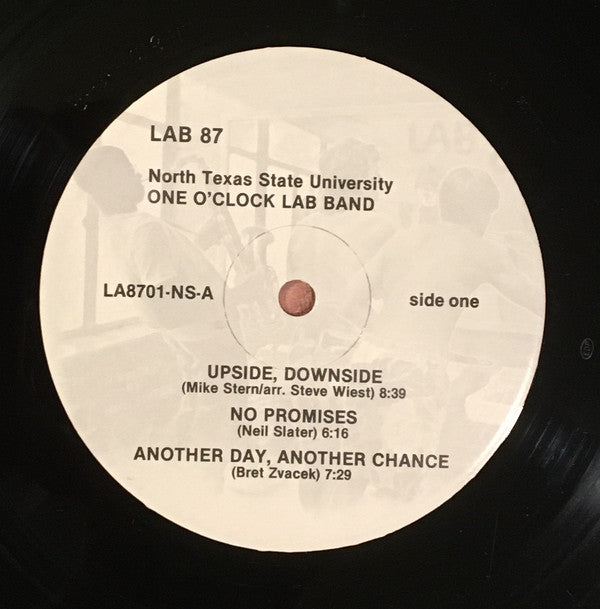 LAB 87
North Texas State University
ONE O'CLOCK LAB BAND
LA8701-NS-A
side one
UPSIDE, DOWNSIDE
(Mike Stern/arr. Steve Wiest) 8:39
NO PROMISES
(Neil Slater) 6:16
ANOTHER DAY, ANOTHER CHANCE
(Bret Zvacek) 7:29